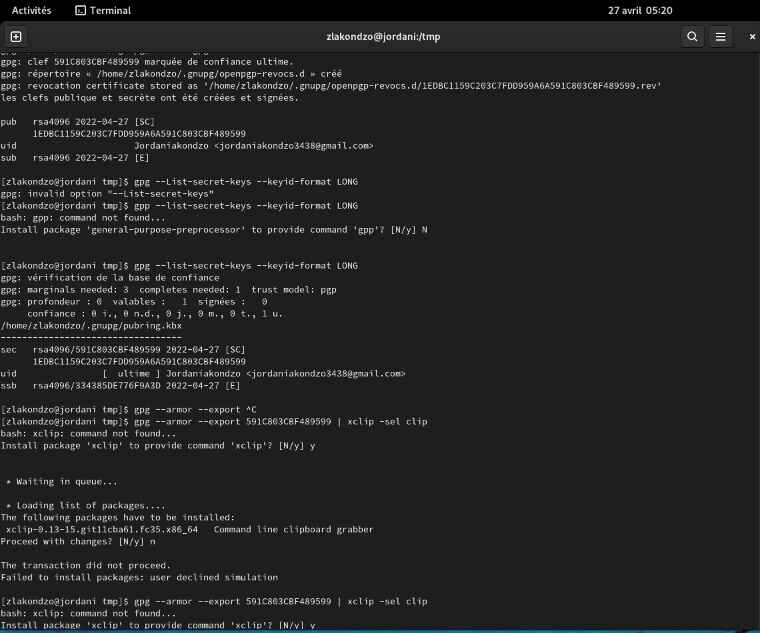 Activités
Terminal
27 avril 05:20
zlakondzo@jordani:/tmp
gpg: clef 591C803CBF489599 marquée de confiance ultime.
gpg: répertoire « /home/zlakondzo/.gnupg/openpgp-revocs.d » créé
gpg: revocation certificate stored as '/home/zlakondzo/.gnupg/openpgp-revocs.d/1EDBC1159C203C7FDD959A6A591C803CBF489599.rev'
les clefs publique et secrète ont été créées et signées.
pub rsa4096 2022-04-27 [SC]
1EDBC1159C203C7FDD959A6A591C803CBF489599
uid Jordaniakondzo <jordaniakondzo3438@gmail.com>
sub rsa4096 2022-04-27 [E]
[zlakondzo@jordani tmp]$ gpg --List-secret-keys --keyid-format LONG
gpg: invalid option "--List-secret-keys"
[zlakondzo@jordani tmp]$ gpp --list-secret-keys --keyid-format LONG
bash: gpp: command not found...
Install package 'general-purpose-preprocessor' to provide command 'gpp'? [N/y] N
[zlakondzo@jordani tmp]$ gpg --list-secret-keys --keyid-format LONG
gpg: vérification de la base de confiance
gpg: marginals needed: 3 completes needed: 1 trust model: pgp
gpg: profondeur : 0 valables : 1 signées : 0
confiance : 0 i., 0 n.d., 0 j., 0 m., 0 t., 1 u.
/home/zlakondzo/.gnupg/pubring.kbx
----------------------------------
sec rsa4096/591C803CBF489599 2022-04-27 [SC]
1EDBC1159C203C7FDD959A6A591C803CBF489599
uid [ ultime ] Jordaniakondzo <jordaniakondzo3438@gmail.com>
ssb rsa4096/334385DE776F9A3D 2022-04-27 [E]
[zlakondzo@jordani tmp]$ gpg --armor --export ^C
[zlakondzo@jordani tmp]$ gpg --armor --export 591C803CBF489599 | xclip -sel clip
bash: xclip: command not found...
Install package 'xclip' to provide command 'xclip'? [N/y] y
* Waiting in queue...
* Loading list of packages....
The following packages have to be installed:
xclip-0.13-15.git11cba61.fc35.x86_64 Command line clipboard grabber
Proceed with changes? [N/y] n
The transaction did not proceed.
Failed to install packages: user declined simulation
[zlakondzo@jordani tmp]$ gpg --armor --export 591C803CBF489599 | xclip -sel clip
bash: xclip: command not found...
Install package 'xclip' to provide command 'xclip'? [N/y] y